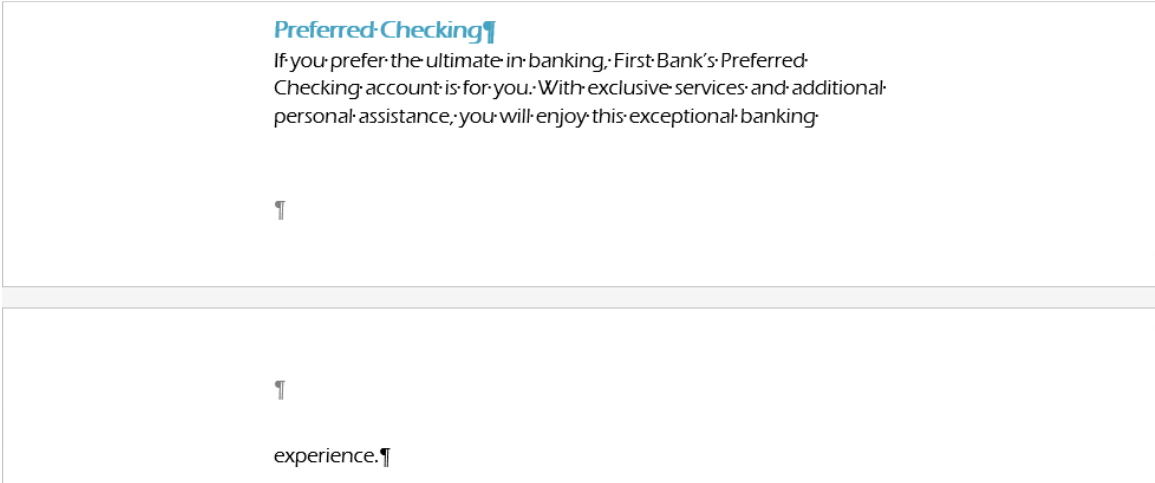 Preferred·Checking¶
If·you·prefer·the·ultimate·in·banking,·First·Bank’s·Preferred·
Checking·account·is·for·you.·With·exclusive·services·and·additional·
personal·assistance,·you·will·enjoy·this·exceptional·banking·
¶
¶
experience.¶